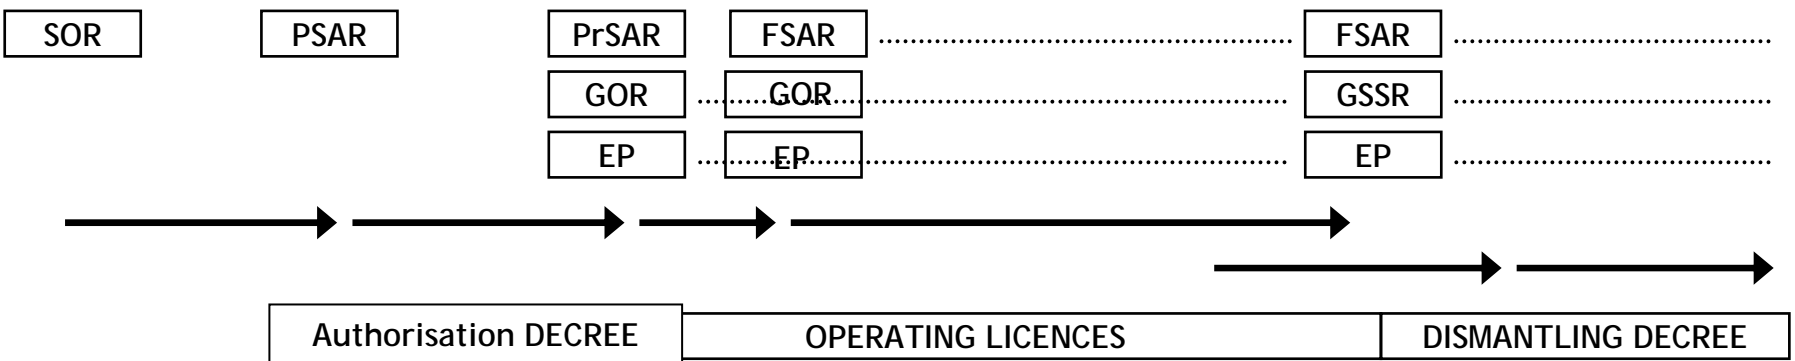 SOR PSAR PrSAR FSAR FSAR
GOR GOR GSSR
EP EP EP
Authorisation DECREE OPERATING LICENCES DISMANTLING DECREE